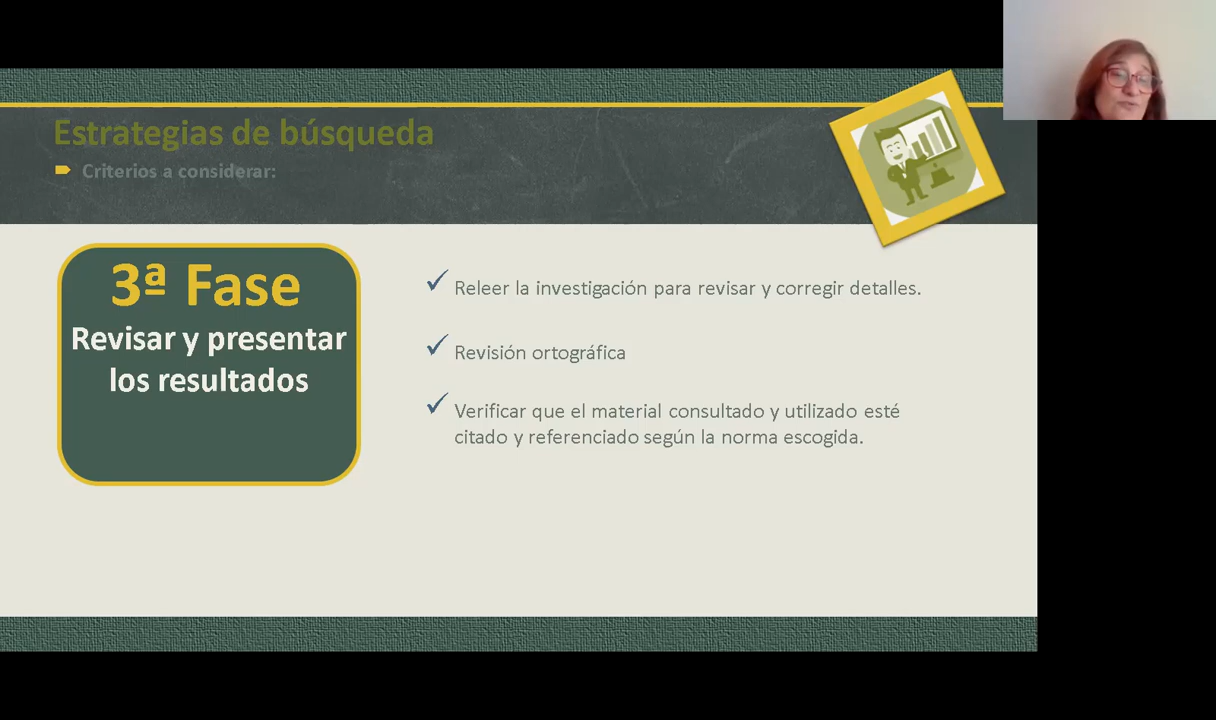 Estrategias de búsqueda
Criterios a considerar:
3ª Fase
Revisar y presentar
los resultados
Releer la investigación para revisar y corregir detalles.
Revisión ortográfica
Verificar que el material consultado y utilizado esté
citado y referenciado según la norma escogida.